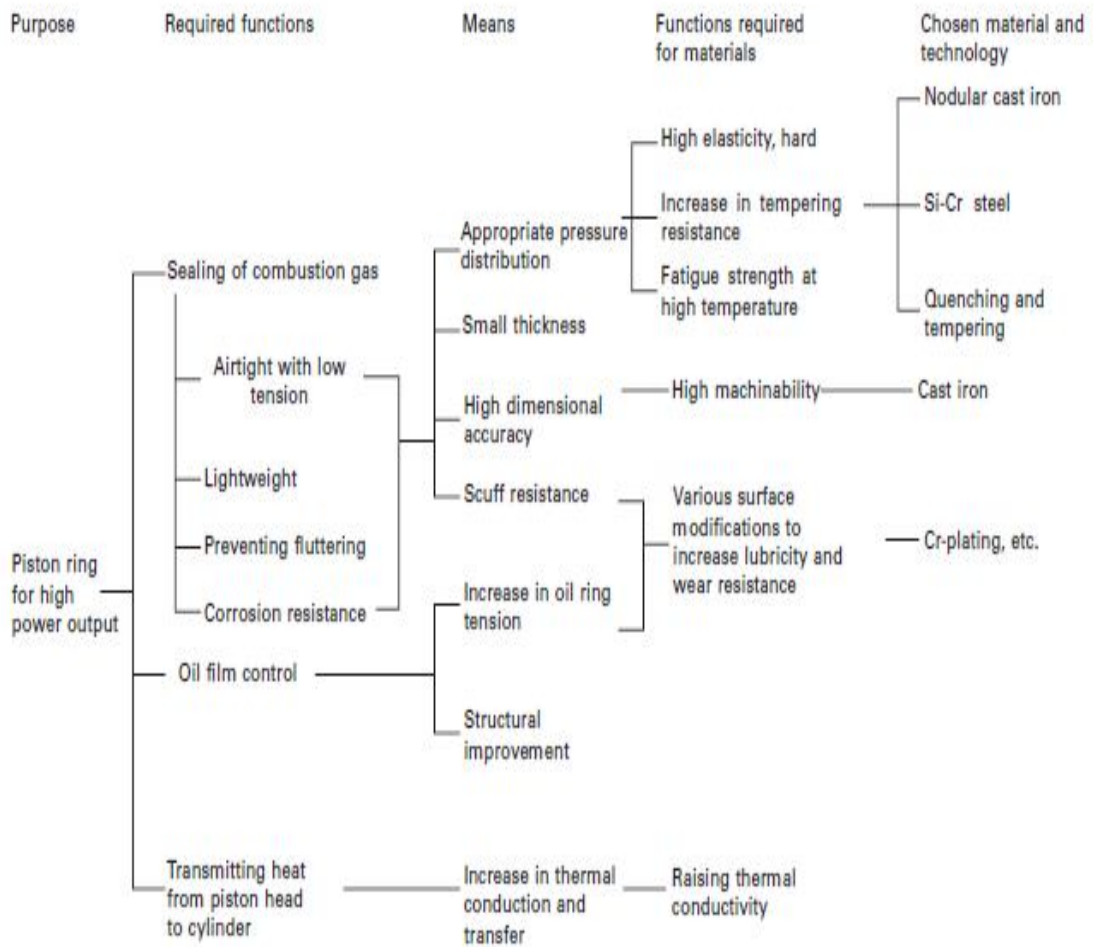 Purpose
Required functions
Means
Functions required
for materials
Chosen material and
technology
Nodular cast iron
High elasticity, hard
Increase in tempering
resistance
Si-Cr steel
Appropriate pressure
distribution
Sealing of combustion gas
Fatigue strength at
high temperature
Quenching and
tempering
Small thickness
Airtight with low
tension
High dimensional
accuracy
High machinability
Cast iron
Lightweight
Scuff resistance
Various surface
modifications to
increase lubricity and
wear resistance
Cr-plating, etc.
Preventing fluttering
Piston ring
for high
power output
Corrosion resistance
Increase in oil ring
tension
Oil film control
Structural
improvement
Transmitting heat
from piston head
to cylinder
Increase in thermal
conduction and
transfer
Raising thermal
conductivity